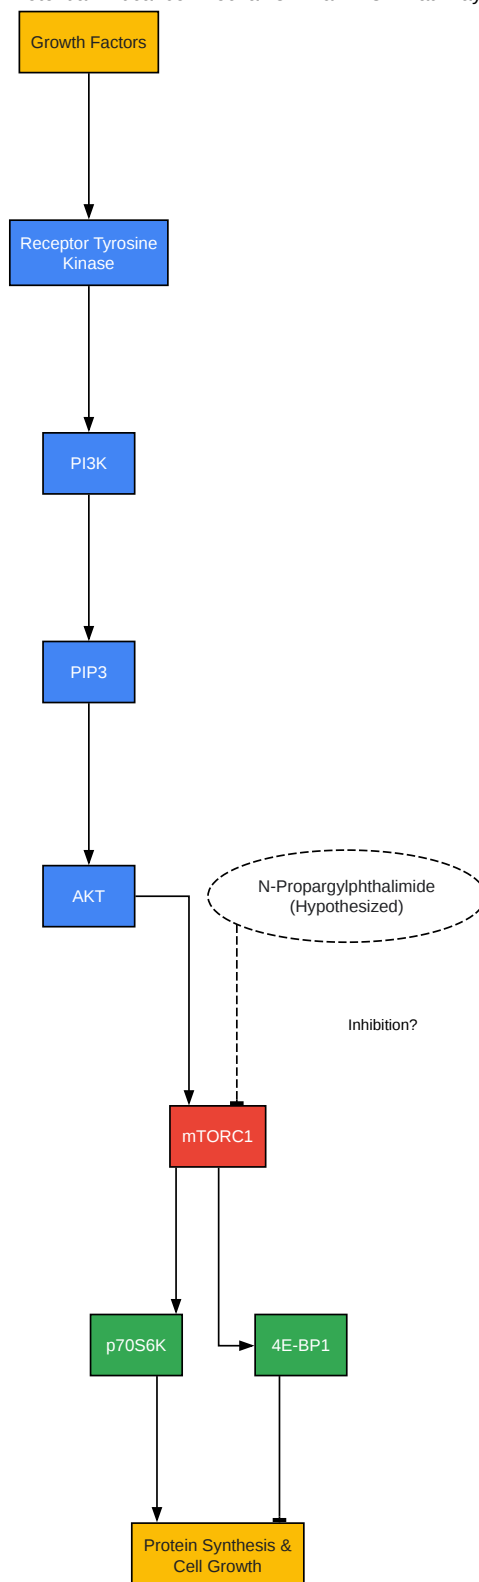 Growth Factors
Receptor Tyrosine
Kinase
PI3K
PIP3
AKT
N-Propargylphthalimide
(Hypothesized)
Inhibition?
mTORC1
p70S6K
4E-BP1
Protein Synthesis &
Cell Growth